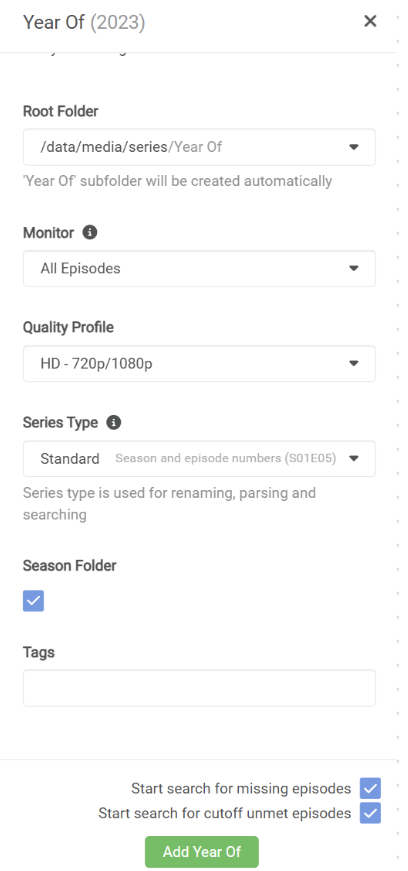 Year Of (2023)
Root Folder
/data/media/series/Year Of
'Year Of' subfolder will be created automatically
Monitor
All Episodes
Quality Profile
HD - 720p/1080p
Series Type
Standard Season and episode numbers (S01E05)
Series type is used for renaming, parsing and
searching
Season Folder
Tags
Start search for missing episodes
Start search for cutoff unmet episodes
Add Year Of